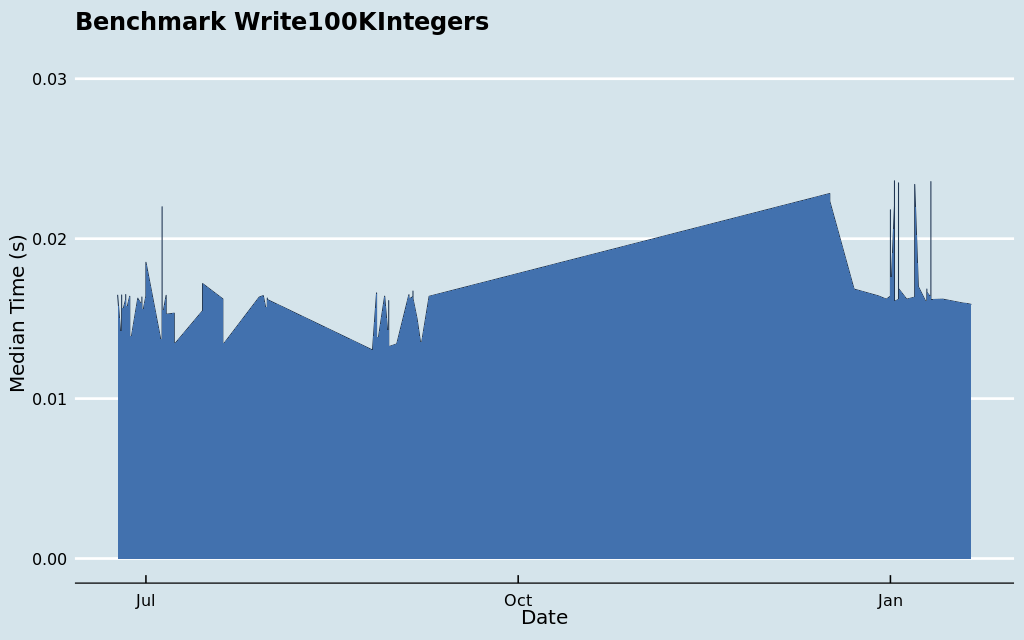 Benchmark Write100KIntegers
0.03
0.02
0.01
0.00
Median Time (s)
Jul
Oct
Jan
Date